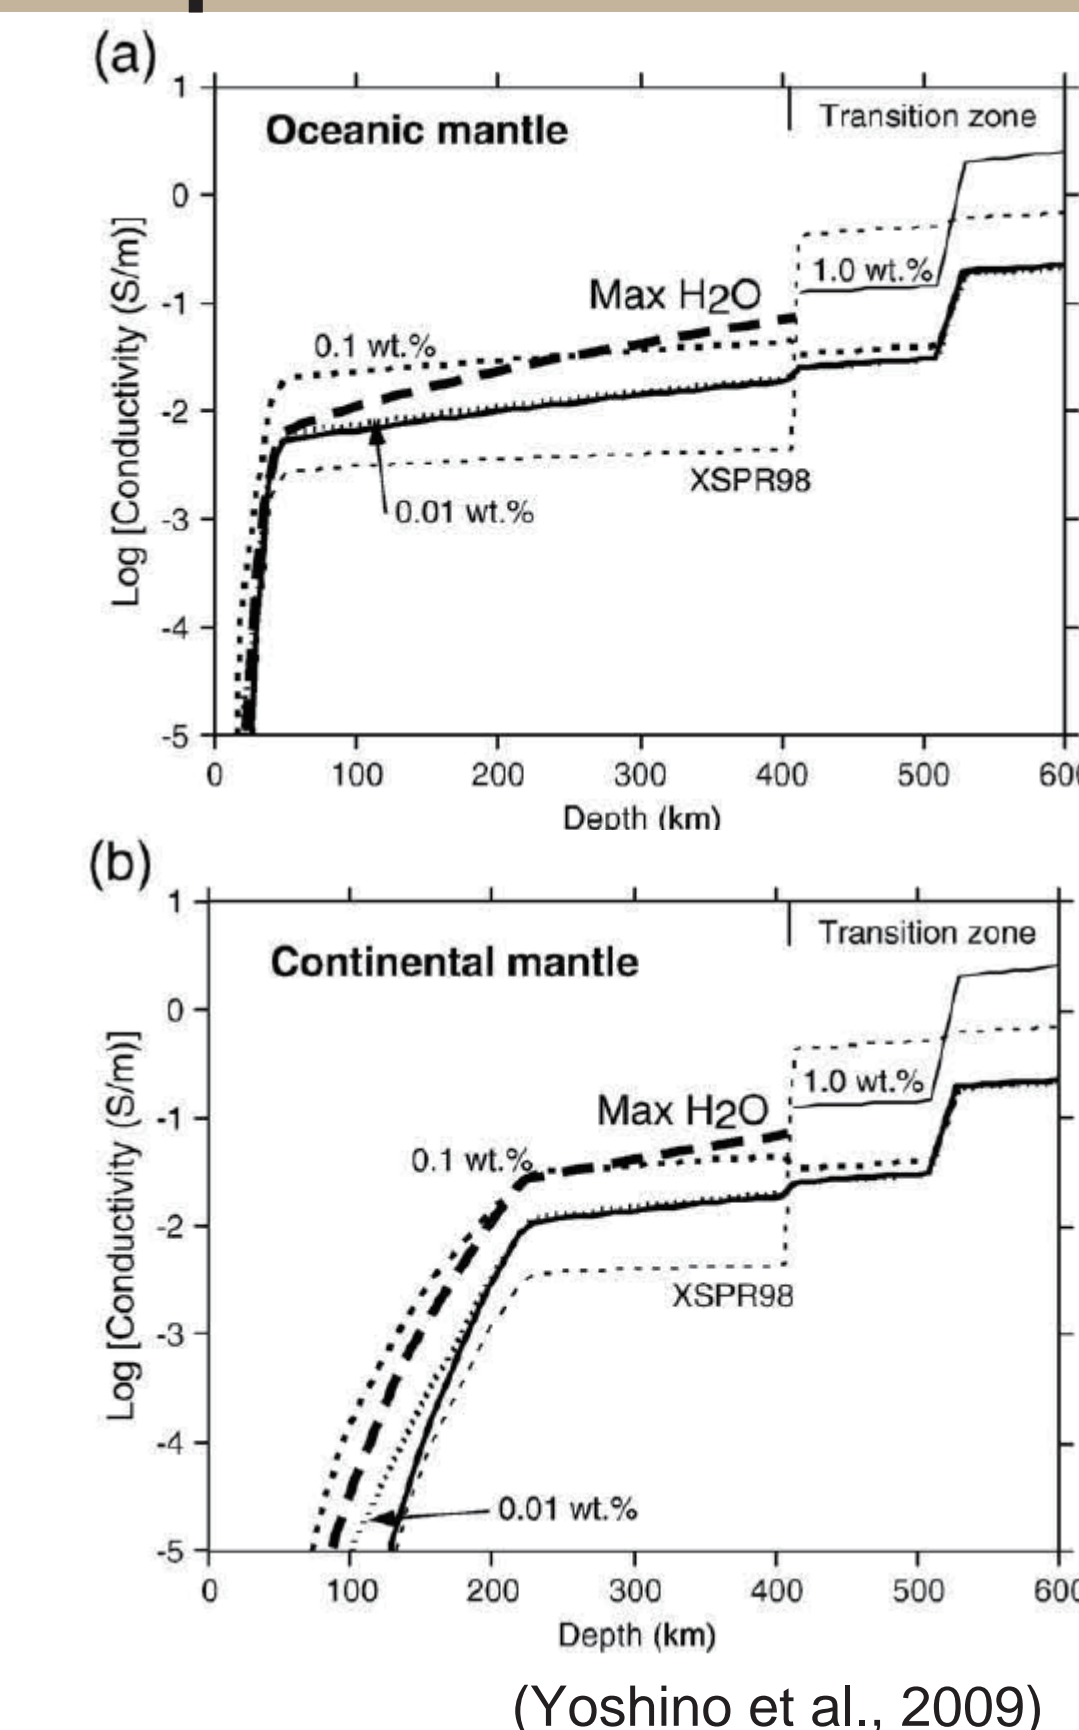 (a)
1
Transition zone
Oceanic mantle
0
1.0 wt.%
Max H2O
-1
0.1 wt.%
-2
XSPR98
0.01 wt.%
-3
-4
-5
Log [Conductivity (S/m)]
0 100 200 300 400 500 600
Depth (km)
(b)
1
Transition zone
Continental mantle
0
1.0 wt.%
Max H2O
-1
0.1 wt.%
-2
XSPR98
-3
-4
0.01 wt.%
-5
Log [Conductivity (S/m)]
0 100 200 300 400 500 600
Depth (km)
(Yoshino et al., 2009)